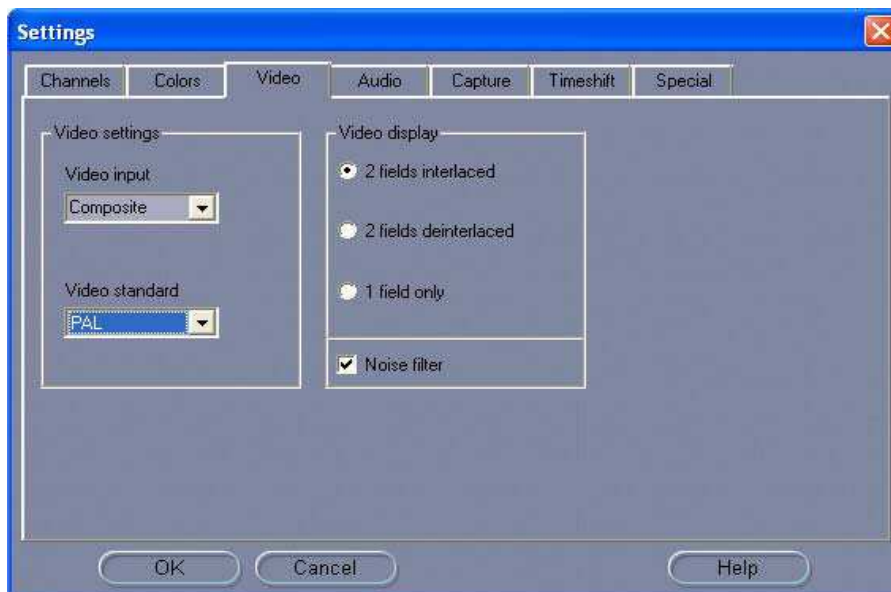 Settings
Channels Colors Video Audio Capture Timeshift Special
Video settings
Video input
Composite
Video standard
PAL
Video display
2 fields interlaced
2 fields deinterlaced
1 field only
Noise filter
OK Cancel Help